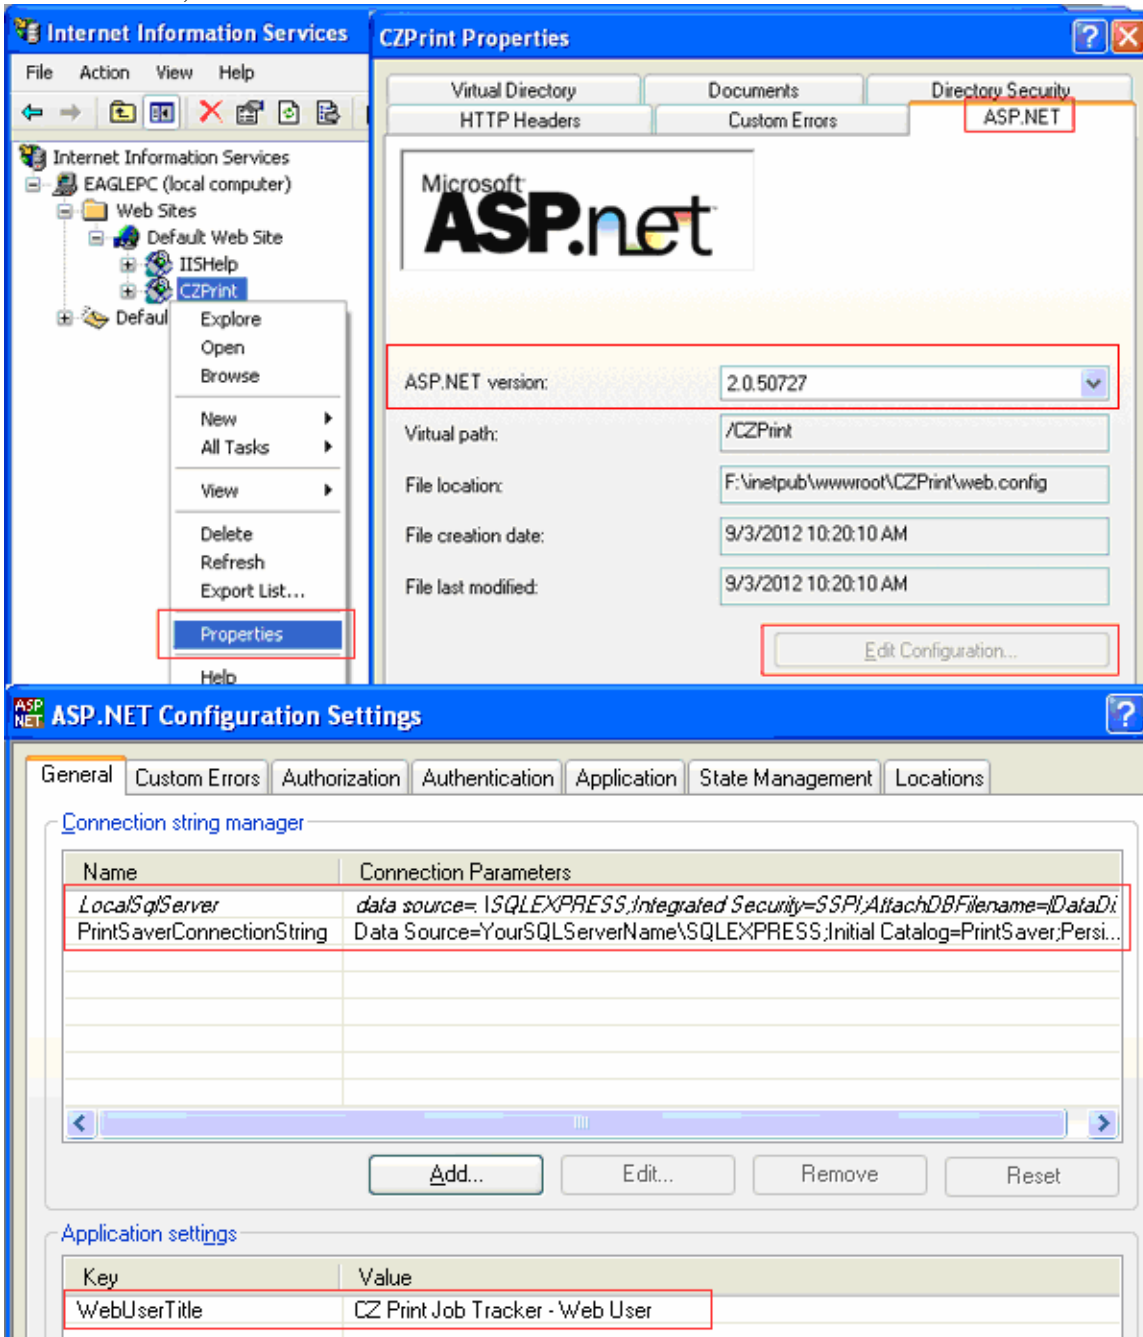 Internet Information Services
File Action View Help
Internet Information Services
EAGLEPC (local computer)
Web Sites
Default Web Site
IISHelp
CZPrint
Defaul
Explore
Open
Browse
New
All Tasks
View
Delete
Refresh
Export List...
Properties
Help
CZPrint Properties
Virtual Directory Documents Directory Security
HTTP Headers Custom Errors ASP.NET
Microsoft
ASP.net
ASP.NET version: 2.0.50727
Virtual path: /CZPrint
File location: F:\inetpub\wwwroot\CZPrint\web.config
File creation date: 9/3/2012 10:20:10 AM
File last modified: 9/3/2012 10:20:10 AM
Edit Configuration...
ASP NET ASP.NET Configuration Settings
General Custom Errors Authorization Authentication Application State Management Locations
Connection string manager
Name Connection Parameters
LocalSqlServer data source=.\SQLEXPRESS;Integrated Security=SSPI;AttachDBFilename=|DataDi
PrintSaverConnectionString Data Source=YourSQLServerName\SQLEXPRESS;Initial Catalog=PrintSaver;Persi...
Add... Edit... Remove Reset
Application settings
Key Value
WebUserTitle CZ Print Job Tracker - Web User